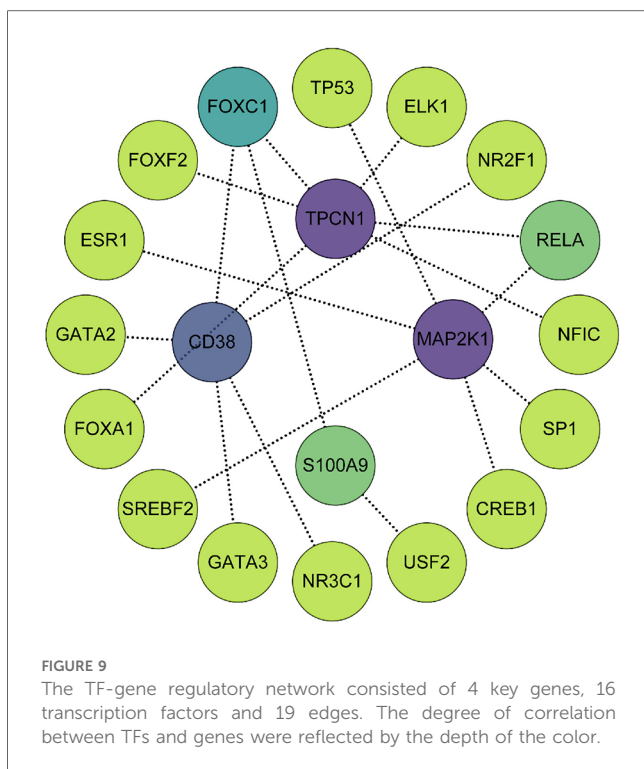 TP53
FOXC1
ELK1
FOXF2
NR2F1
TPCN1
ESR1
RELA
GATA2
CD38
MAP2K1
NFIC
FOXA1
SP1
S100A9
SREBF2
CREB1
GATA3
NR3C1
USF2
FIGURE 9
The TF-gene regulatory network consisted of 4 key genes, 16
transcription factors and 19 edges. The degree of correlation
between TFs and genes were reflected by the depth of the color.